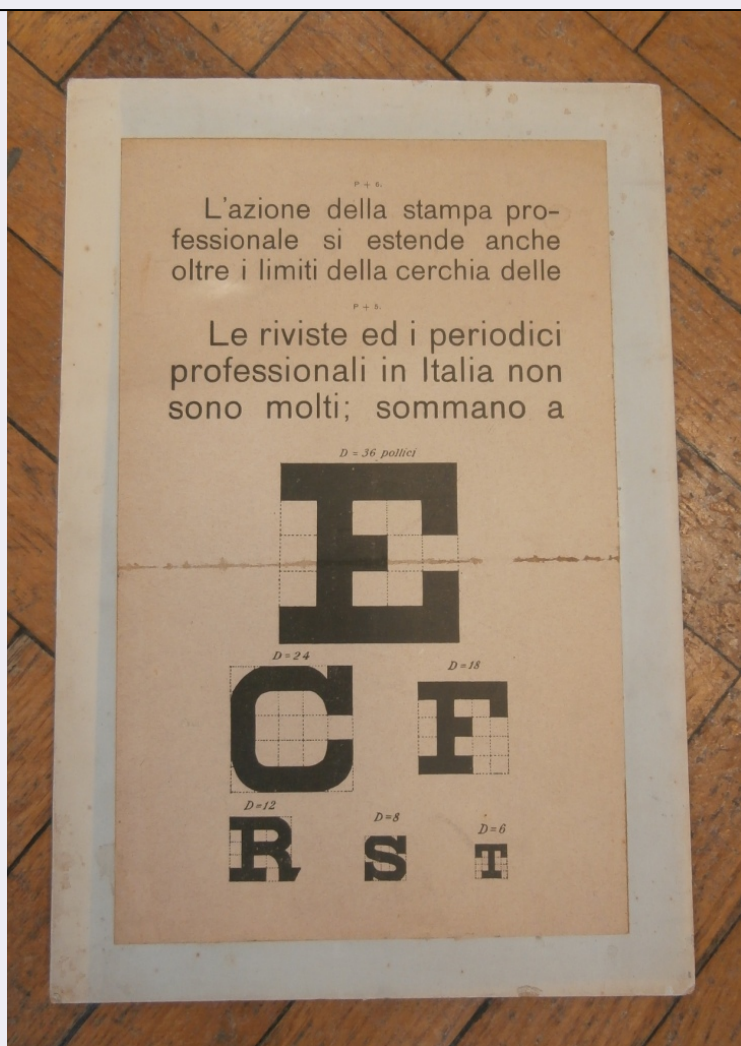 P + 6.
L'azione della stampa pro-
fessionale si estende anche
oltre i limiti della cerchia delle
P + 5.
Le riviste ed i periodici
professionali in Italia non
sono molti; sommano a
D = 36 pollici
E
D=24
D=18
C F
D=12
D=8
D=6
R S T